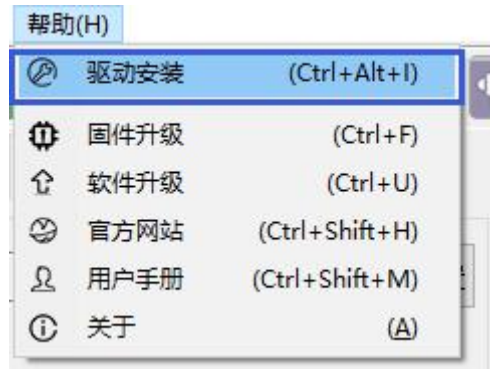 帮助(H)
驱动安装 (Ctrl+Alt+I)
固件升级 (Ctrl+F)
软件升级 (Ctrl+U)
官方网站 (Ctrl+Shift+H)
用户手册 (Ctrl+Shift+M)
关于 (A)